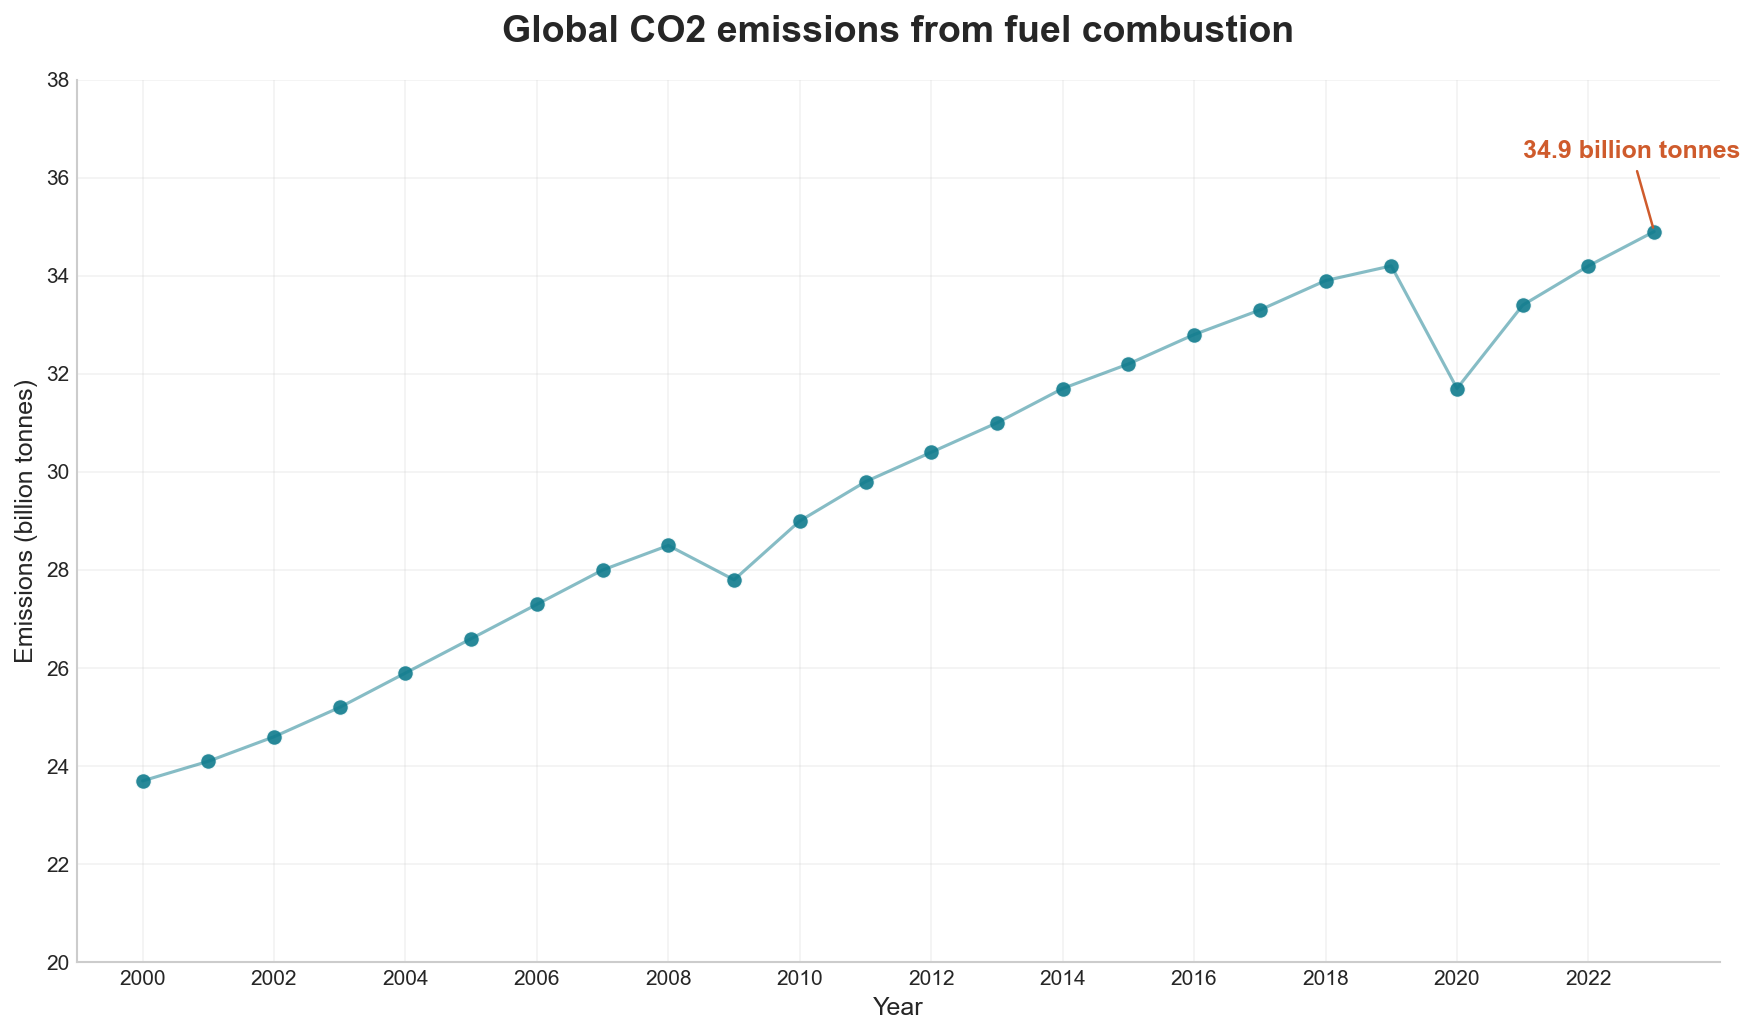 Global CO2 emissions from fuel combustion
38
34.9 billion tonnes
36
34
32
30
28
26
24
22
20
Emissions (billion tonnes)
2000 2002 2004 2006 2008 2010 2012 2014 2016 2018 2020 2022
Year